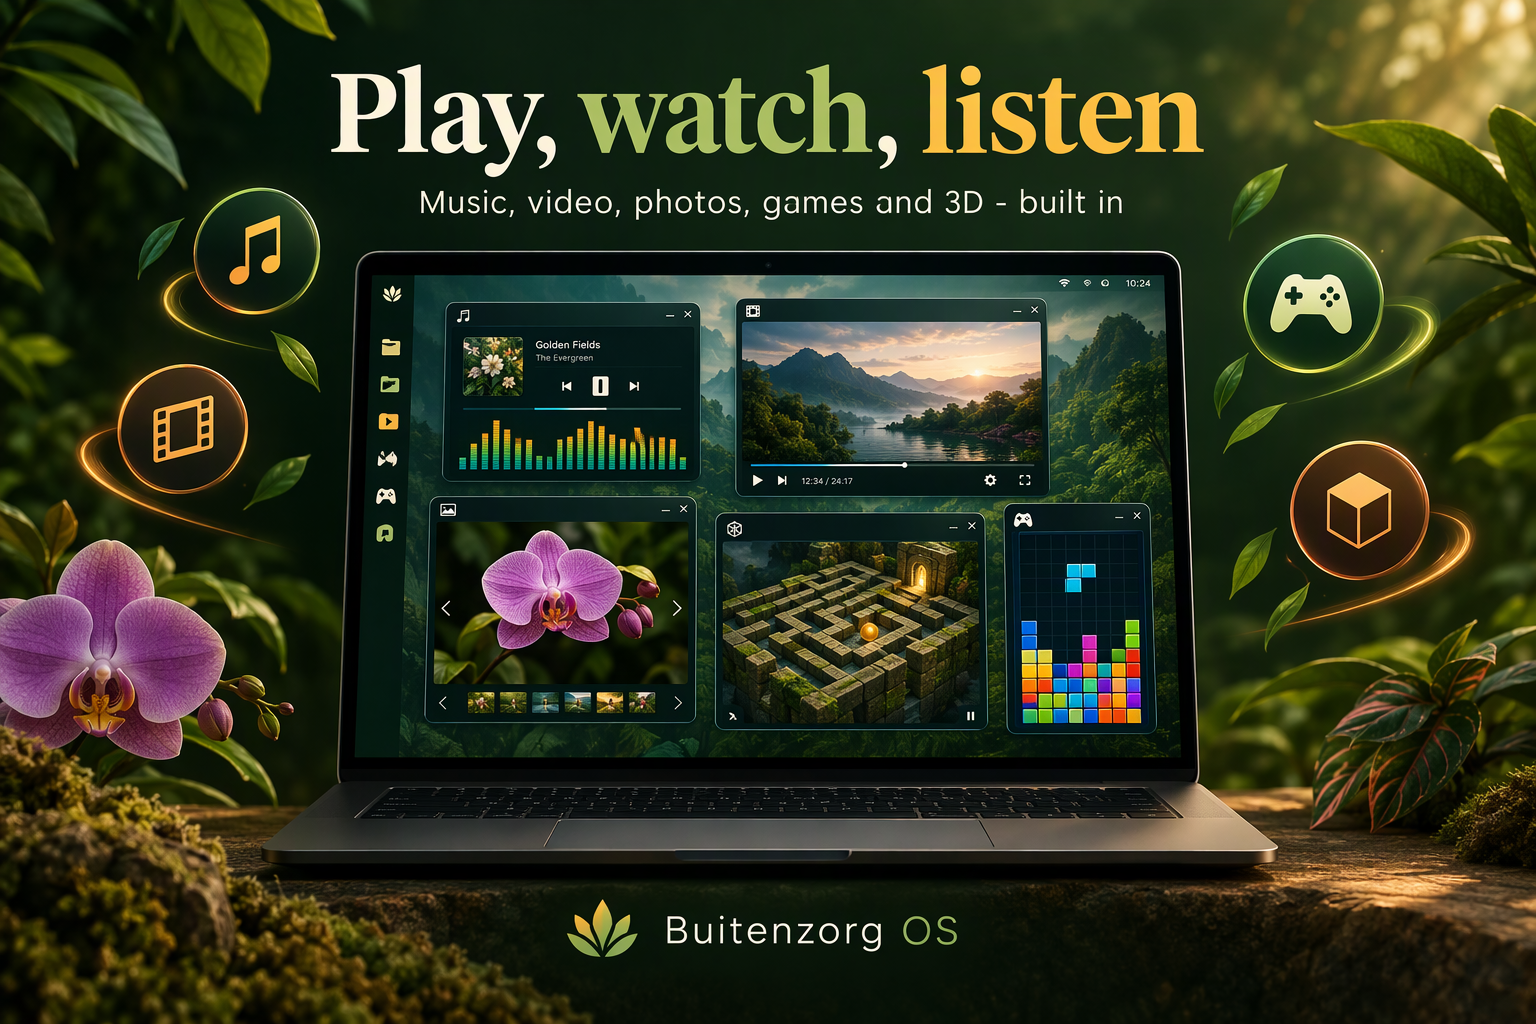 Play, watch, listen
Music, video, photos, games and 3D - built in
10:24
Golden Fields
The Evergreen
12:34 / 24.17
Buitenzorg OS